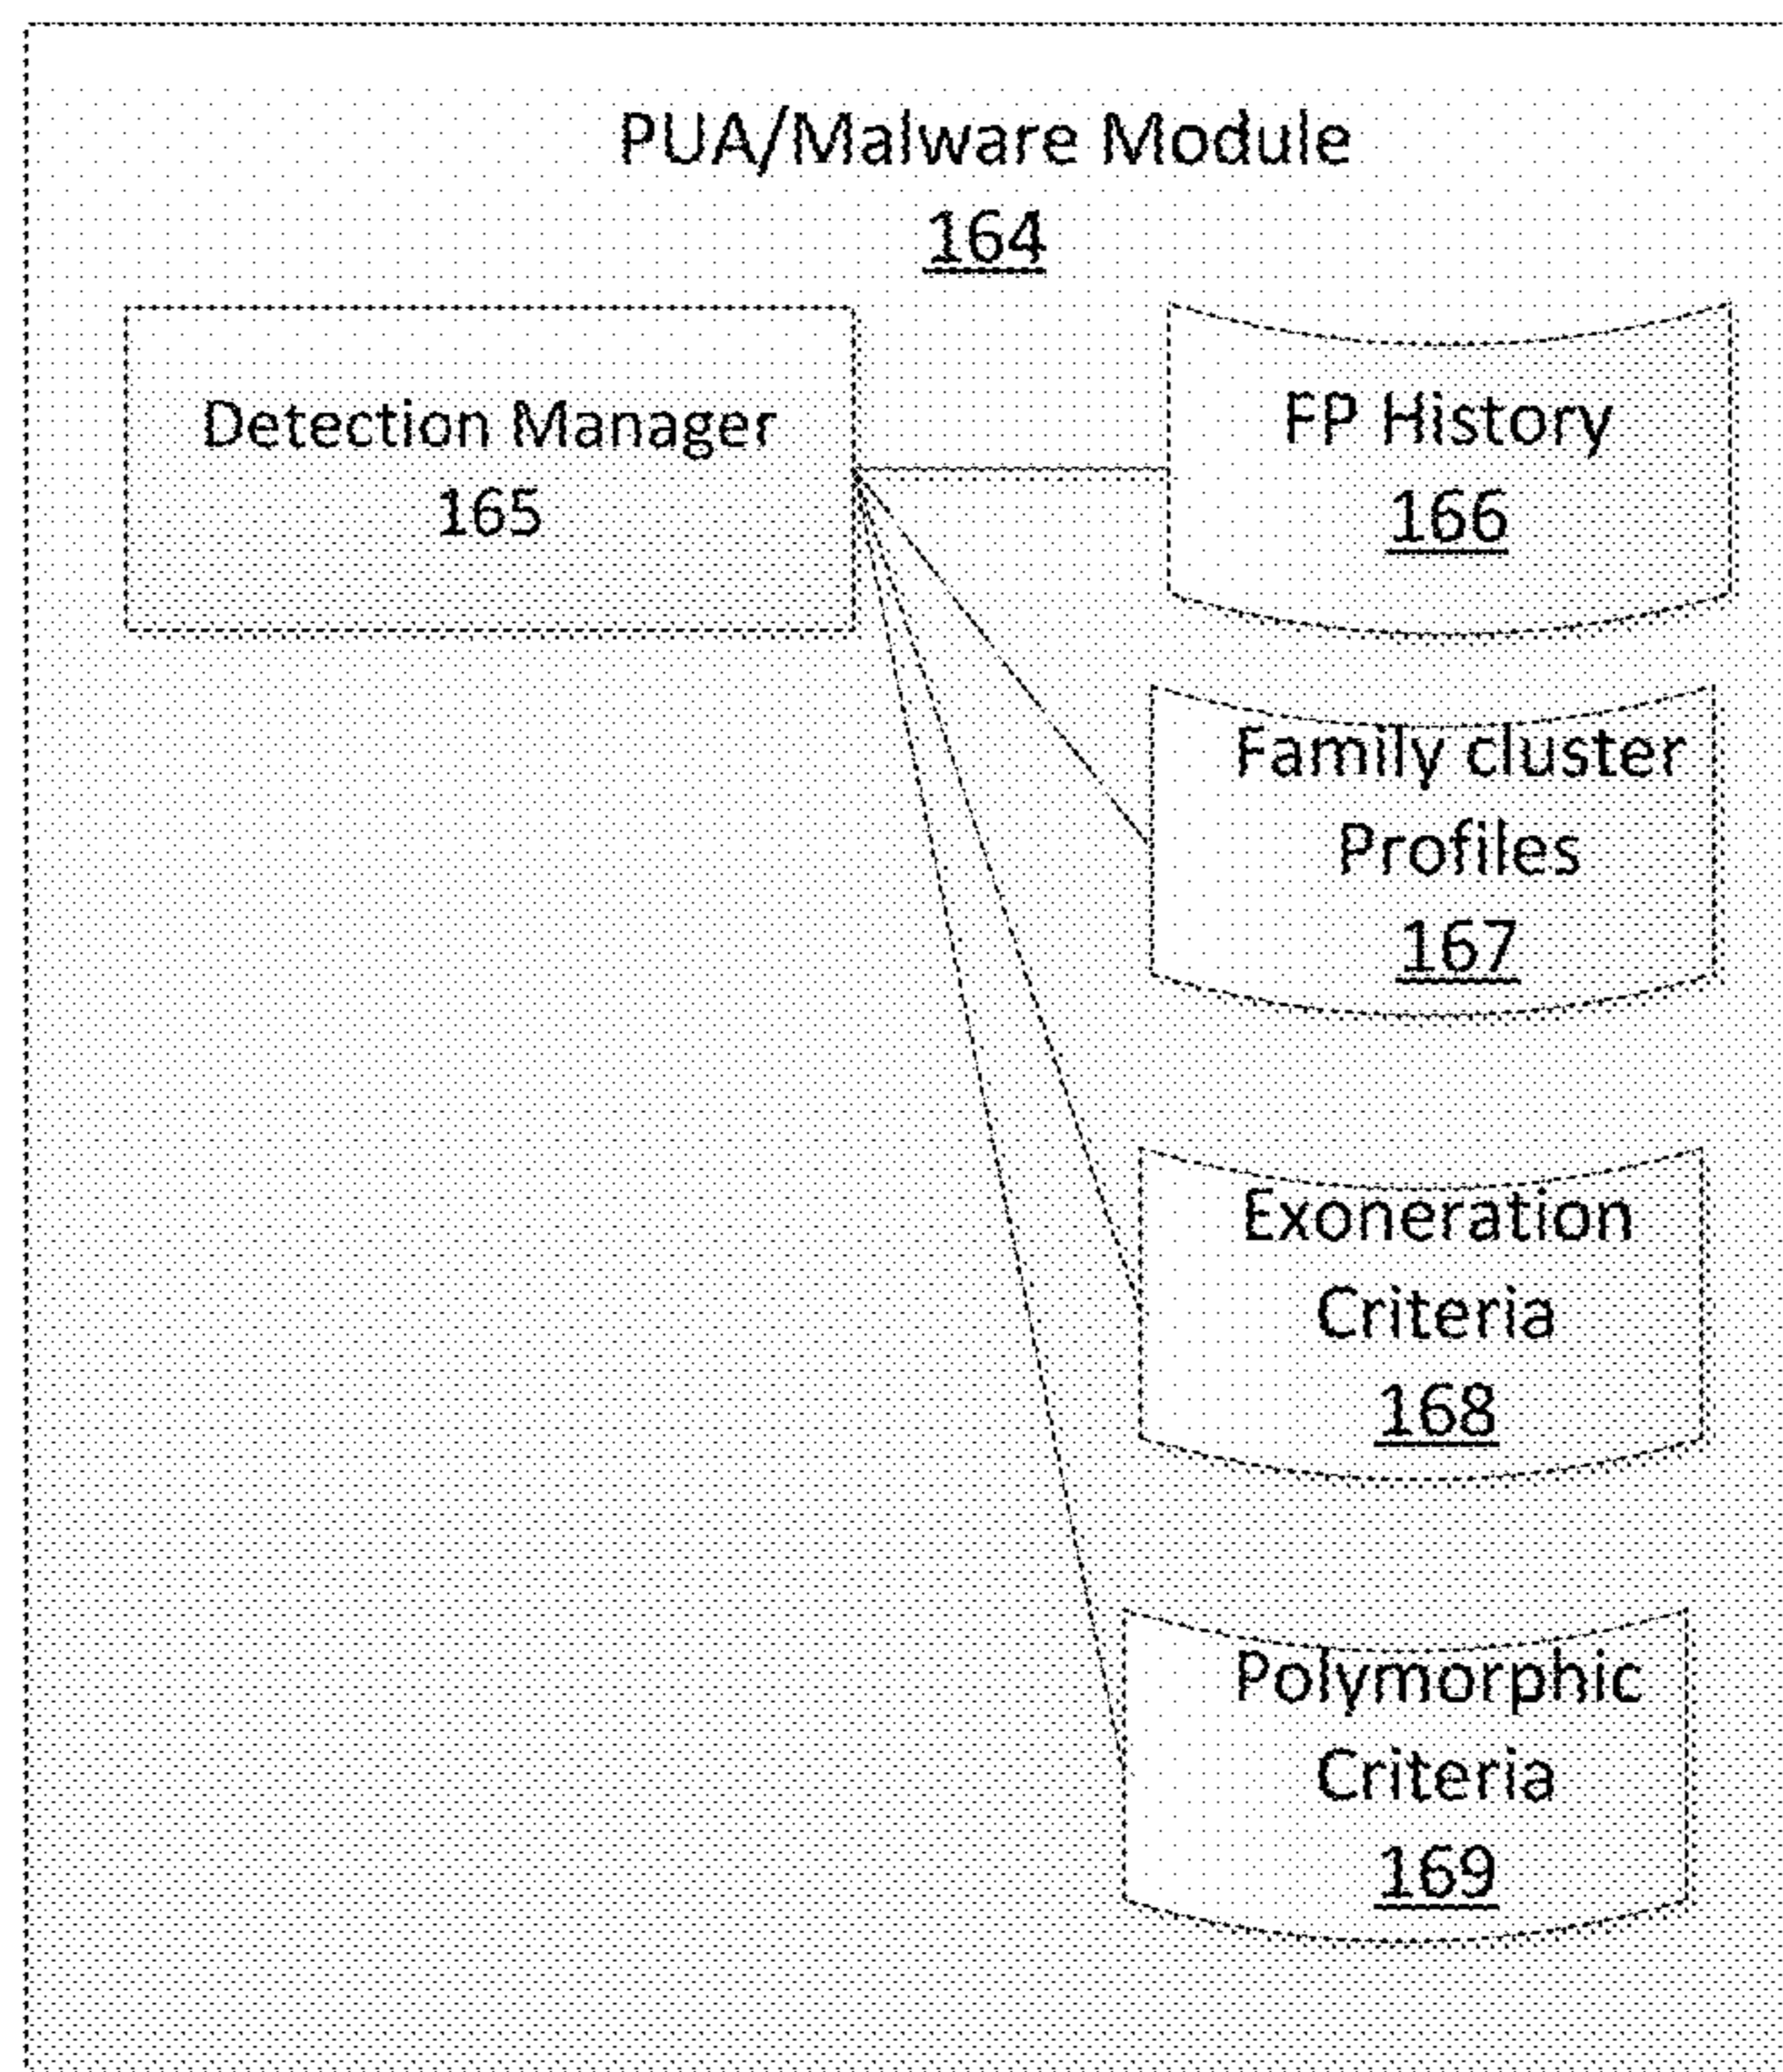 PUA/Malware Module
164
Detection Manager
165
FP History
166
Family cluster
Profiles
167
Exoneration
Criteria
168
Polymorphic
Criteria
169